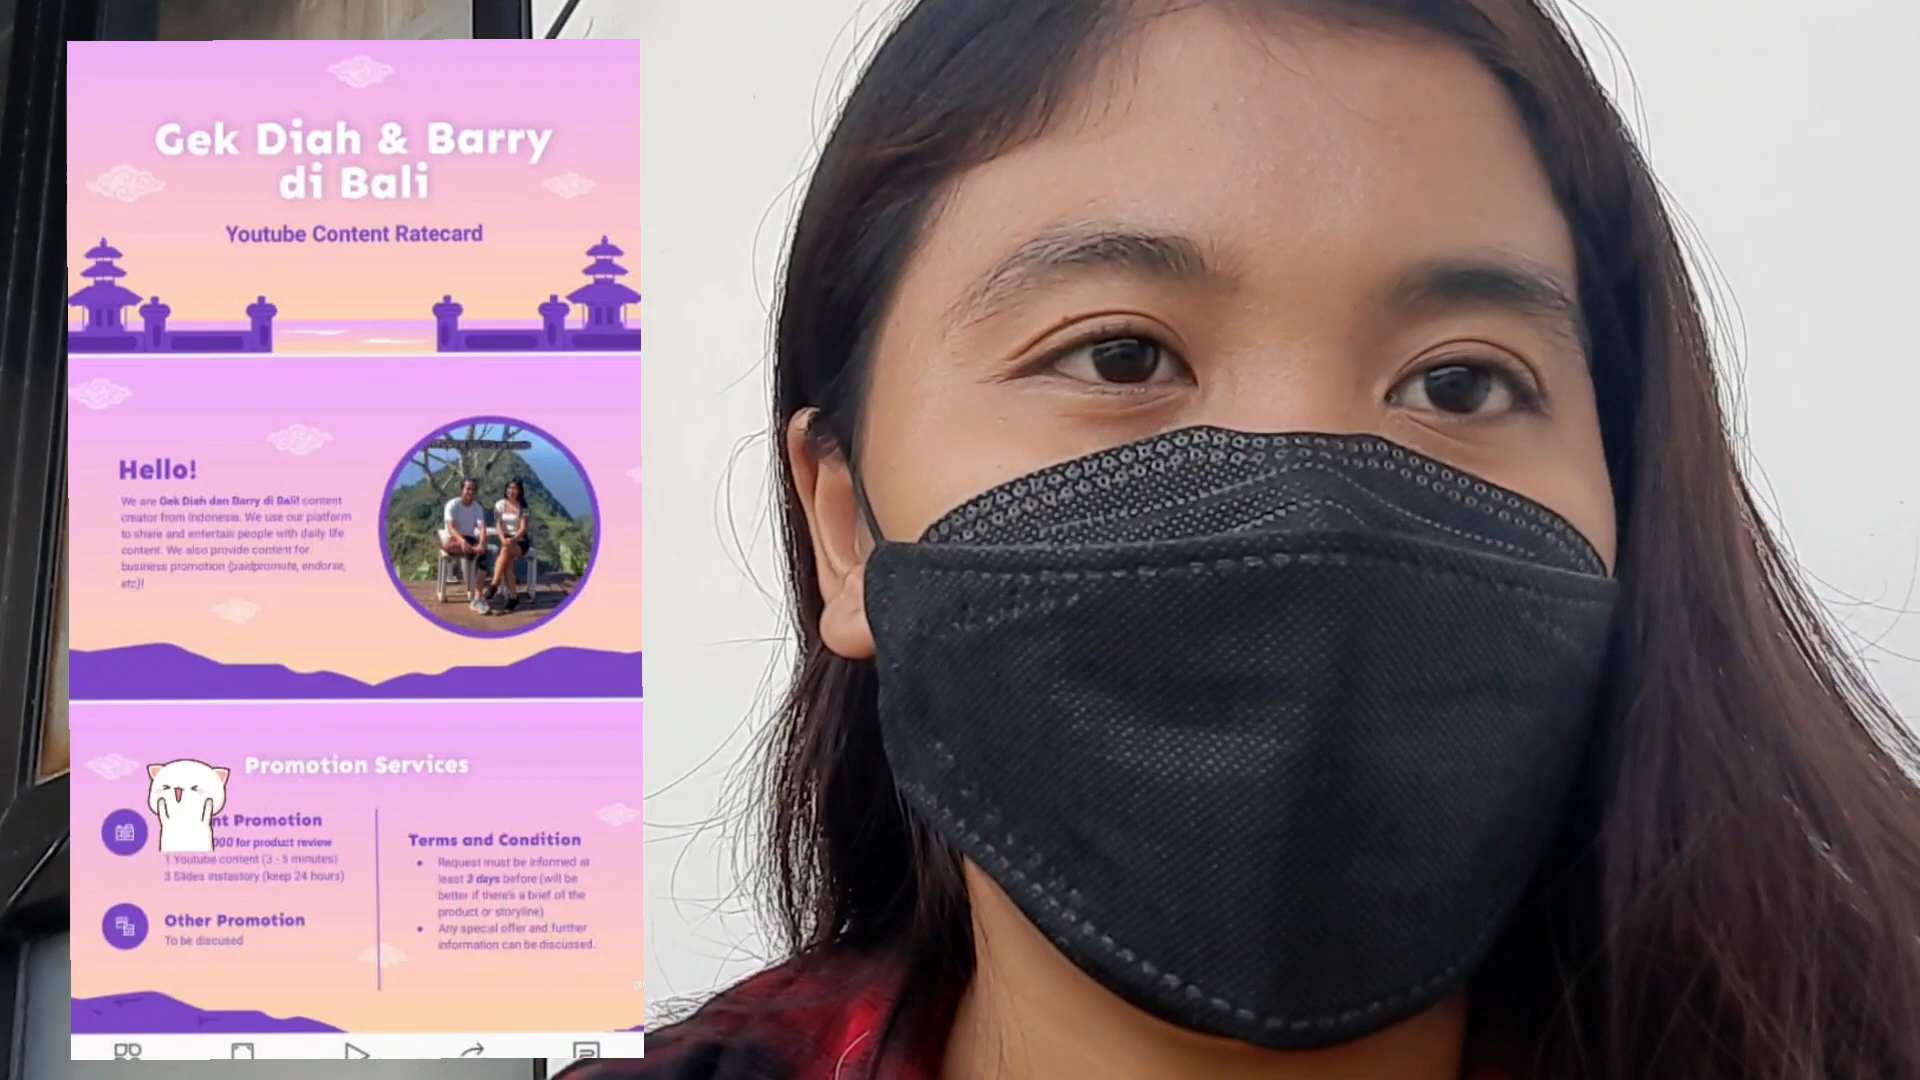 Gek Diah & Barry
di Bali
Youtube Content Ratecard
Hello!
We are Gek Diah dan Barry di Bali! content
creator from Indonesia. We use our platform
to share and entertain people with daily life
content. We also provide content for
business promotion (paidpromote, endorse,
etc)!
Promotion Services
nt Promotion
000 for product review
1 Youtube content (3 - 5 minutes)
3 Slides instastory (keep 24 hours)
Other Promotion
To be discused
Terms and Condition
Request must be informed at
least 3 days before (will be
better if there's a brief of the
product or storyline)
Any special offer and further
information can be discussed.